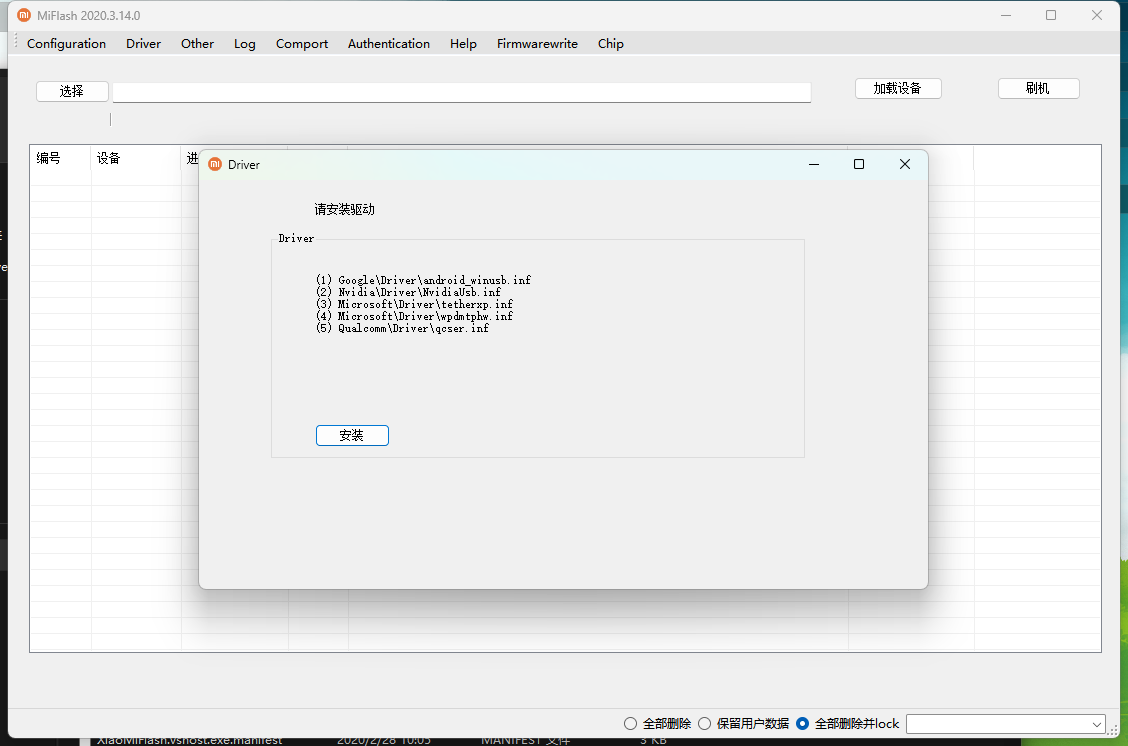 MiFlash 2020.3.14.0
Configuration Driver Other Log Comport Authentication Help Firmwarewrite Chip
选择 加载设备 刷机
编号 设备 进
Driver
请安装驱动
Driver
(1) Google\Driver\android_winusb.inf
(2) Nvidia\Driver\NvidiaUsb.inf
(3) Microsoft\Driver\tetherxp.inf
(4) Microsoft\Driver\wpdmtphw.inf
(5) Qualcomm\Driver\qcser.inf
安装
全部删除 保留用户数据 全部删除并lock
XiaoMiFlash.vshost.exe.manifest 2020/2/28 10:05 MANIFEST 文件 3 KB